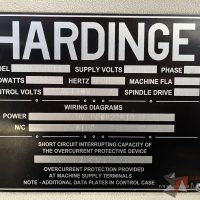 HARDINGE
DEL SUPPLY VOLTS PHASE
OWATTS HERTZ MACHINE FLA
NTROL VOLTS SPINDLE DRIVE
WIRING DIAGRAMS
POWER
N/C
SHORT CIRCUIT INTERRUPTING CAPACITY OF
THE OVERCURRENT PROTECTIVE DEVICE
OVERCURRENT PROTECTION PROVIDED
AT MACHINE SUPPLY TERMINALS
NOTE - ADDITIONAL DATA PLATES IN CONTROL CASE